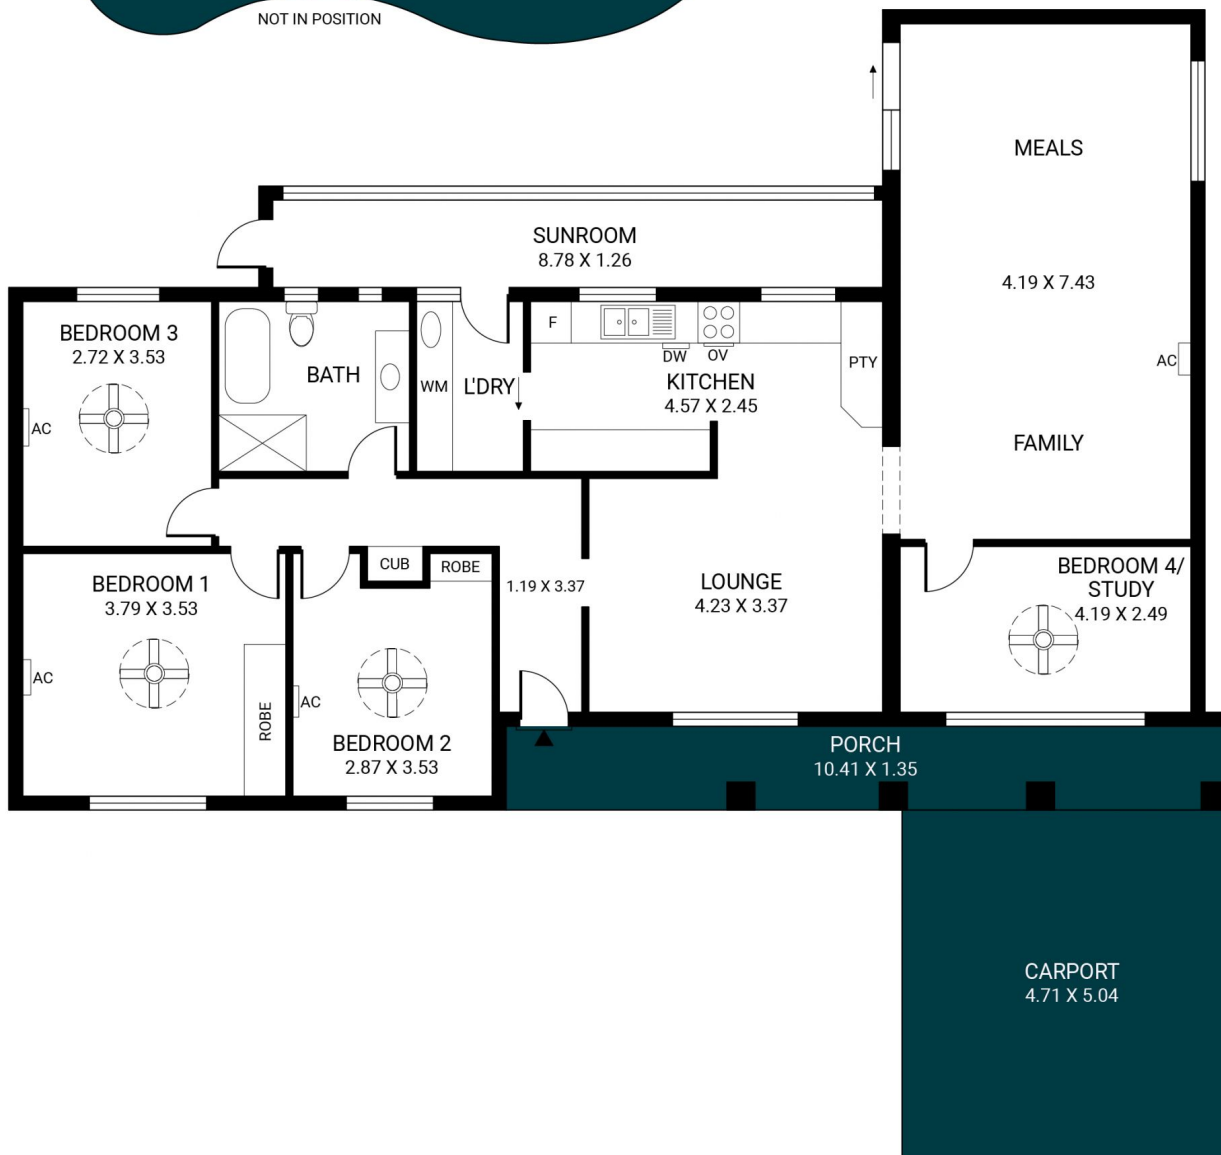 NOT IN POSITION
MEALS
4.19 X 7.43
AC
FAMILY
SUNROOM
8.78 X 1.26
BEDROOM 3
2.72 X 3.53
AC
BATH
WM
L'DRY
F
DW
OV
KITCHEN
4.57 X 2.45
PTY
BEDROOM 1
3.79 X 3.53
AC
ROBE
CUB
ROBE
AC
BEDROOM 2
2.87 X 3.53
1.19 X 3.37
LOUNGE
4.23 X 3.37
BEDROOM 4/
STUDY
4.19 X 2.49
PORCH
10.41 X 1.35
CARPORT
4.71 X 5.04